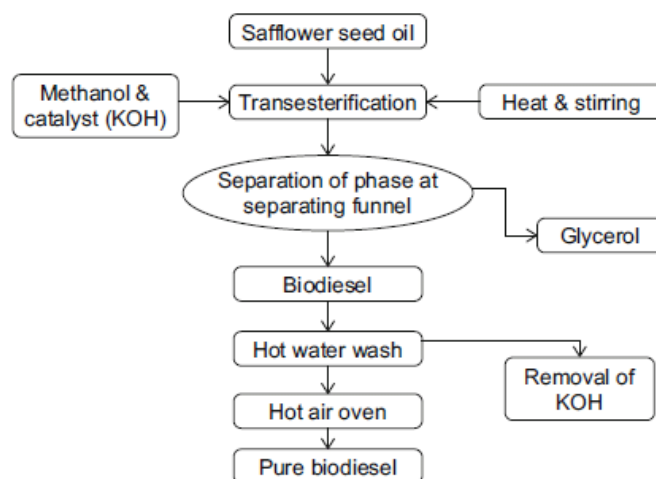 Safflower seed oil
Methanol &
catalyst (KOH)
Transesterification
Heat & stirring
Separation of phase at
separating funnel
Glycerol
Biodiesel
Hot water wash
Removal of
KOH
Hot air oven
Pure biodiesel